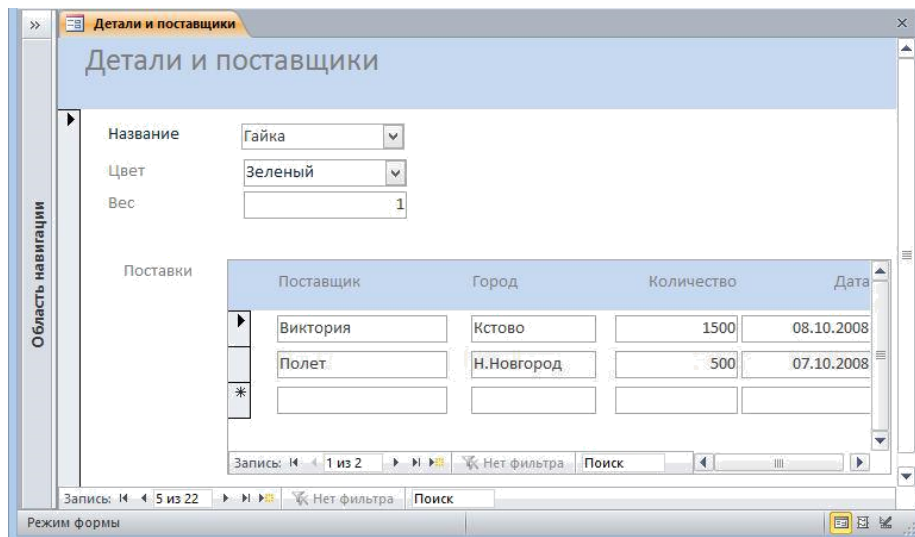 » Детали и поставщики ×
Детали и поставщики
Область навигации
Название Гайка
Цвет Зеленый
Вес 1
Поставки
Поставщик Город Количество Дата
Виктория Кстово 1500 08.10.2008
Полет Н.Новгород 500 07.10.2008
Запись: 1 из 2 Нет фильтра Поиск
Запись: 5 из 22 Нет фильтра Поиск
Режим формы